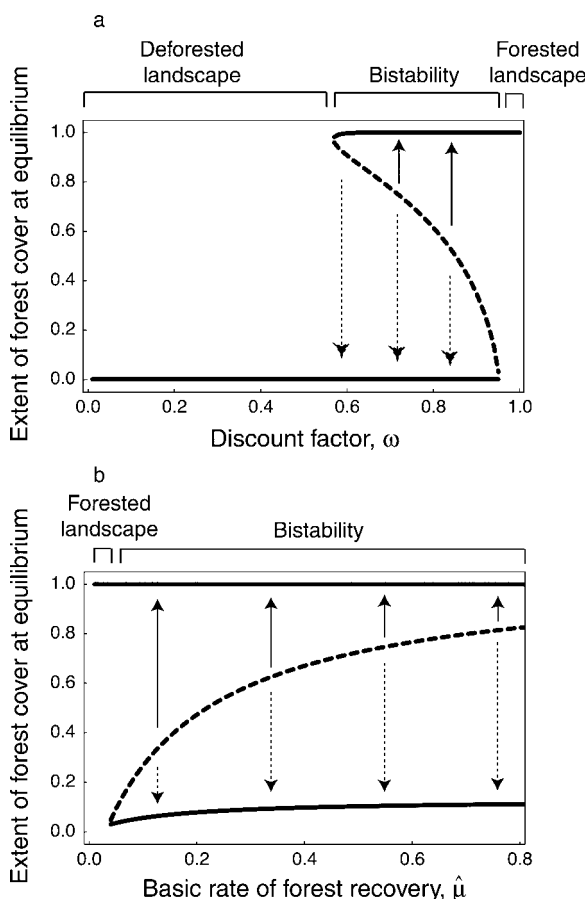 a
Deforested landscape
Bistability
Forested landscape
Extent of forest cover at equilibrium
1.0
0.8
0.6
0.4
0.2
0.0
0.0 0.2 0.4 0.6 0.8 1.0
Discount factor, ω
b
Forested landscape
Bistability
Extent of forest cover at equilibrium
1.0
0.8
0.6
0.4
0.2
0.0
0.0 0.2 0.4 0.6 0.8
Basic rate of forest recovery, μ̂